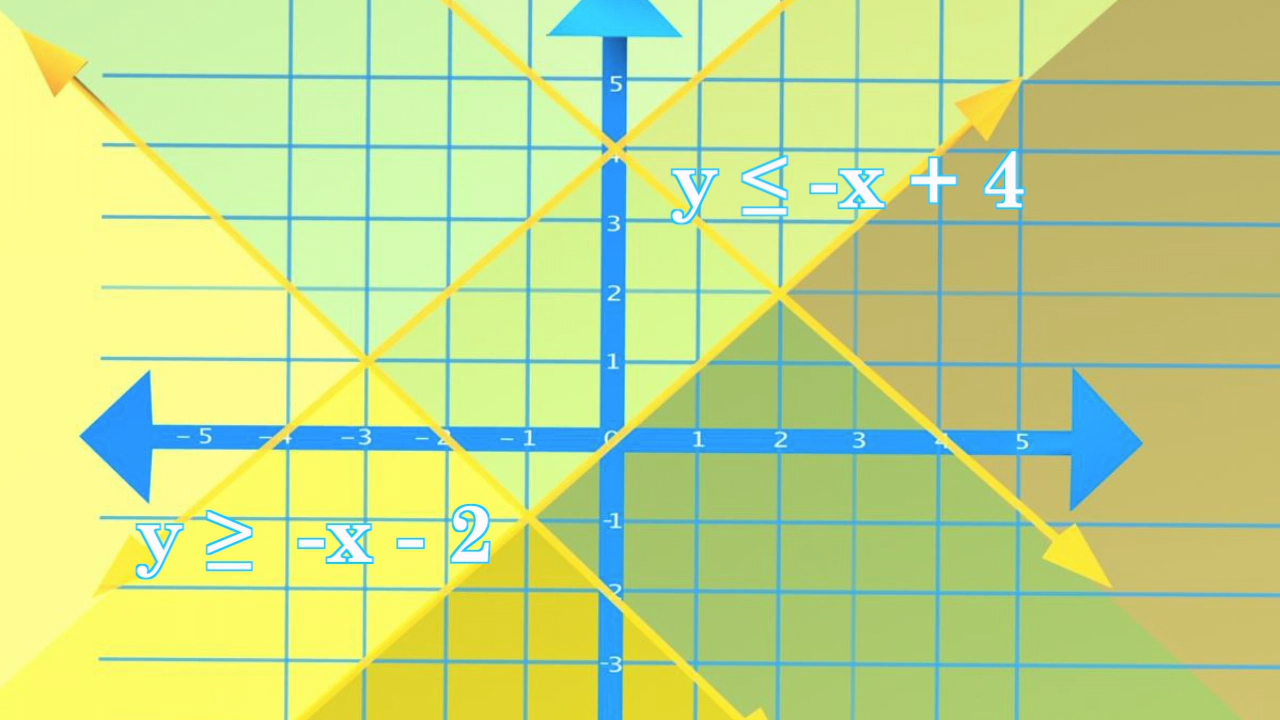 5
4
y ≤ -x + 4
3
2
1
-5 -4 -3 -2 -1 0 1 2 3 4 5
-1
y ≥ -x - 2
-2
-3